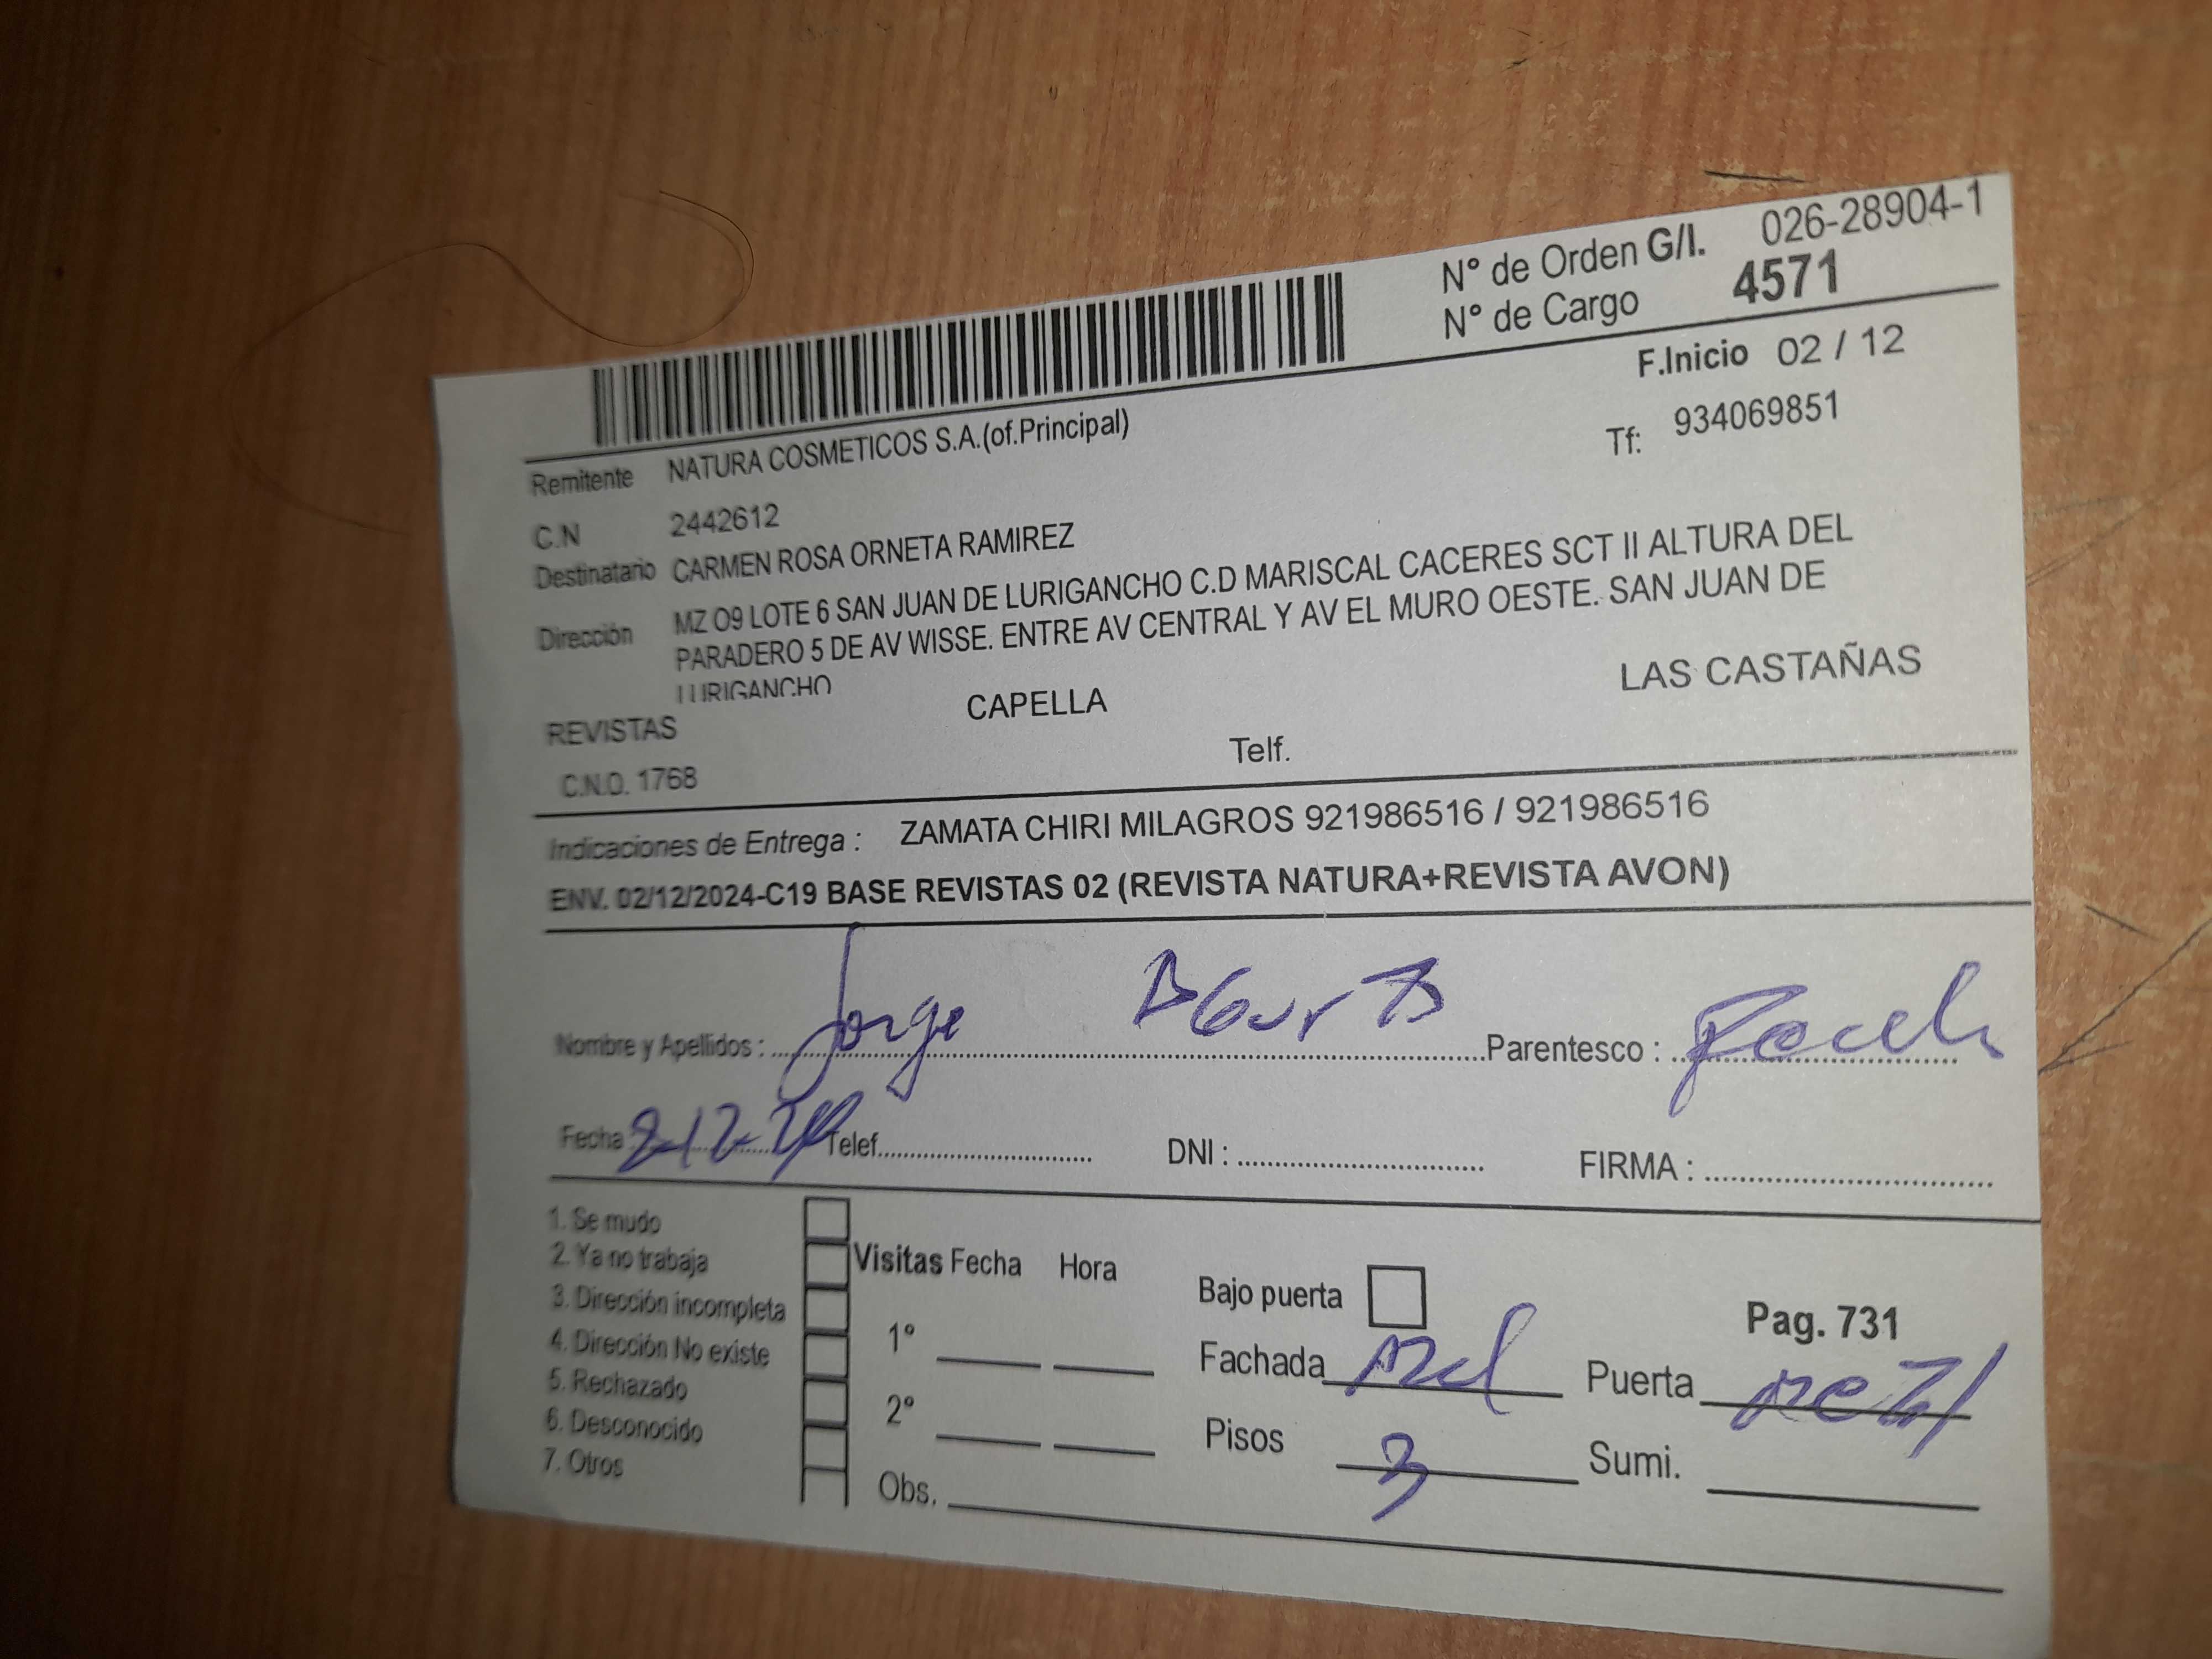 N° de Orden G/I. 026-28904-1
N° de Cargo 4571
F.Inicio 02 / 12
Remitente NATURA COSMETICOS S.A.(of.Principal)
Tf: 934069851
C.N 2442612
Destinatario CARMEN ROSA ORNETA RAMIREZ
Dirección MZ O9 LOTE 6 SAN JUAN DE LURIGANCHO C.D MARISCAL CACERES SCT II ALTURA DEL
PARADERO 5 DE AV WISSE. ENTRE AV CENTRAL Y AV EL MURO OESTE. SAN JUAN DE
LURIGANCHO
REVISTAS CAPELLA LAS CASTAÑAS
C.N.O. 1768 Telf.
Indicaciones de Entrega : ZAMATA CHIRI MILAGROS 921986516 / 921986516
ENV. 02/12/2024-C19 BASE REVISTAS 02 (REVISTA NATURA+REVISTA AVON)
Nombre y Apellidos : Jorge Parentesco :
Fecha 2-12-24 Telef. DNI : FIRMA :
1. Se mudo
2. Ya no trabaja
3. Dirección incompleta
4. Dirección No existe
5. Rechazado
6. Desconocido
7. Otros
Visitas Fecha Hora
1°
2°
Obs.
Bajo puerta
Pag. 731
Fachada Puerta
Pisos 3 Sumi.